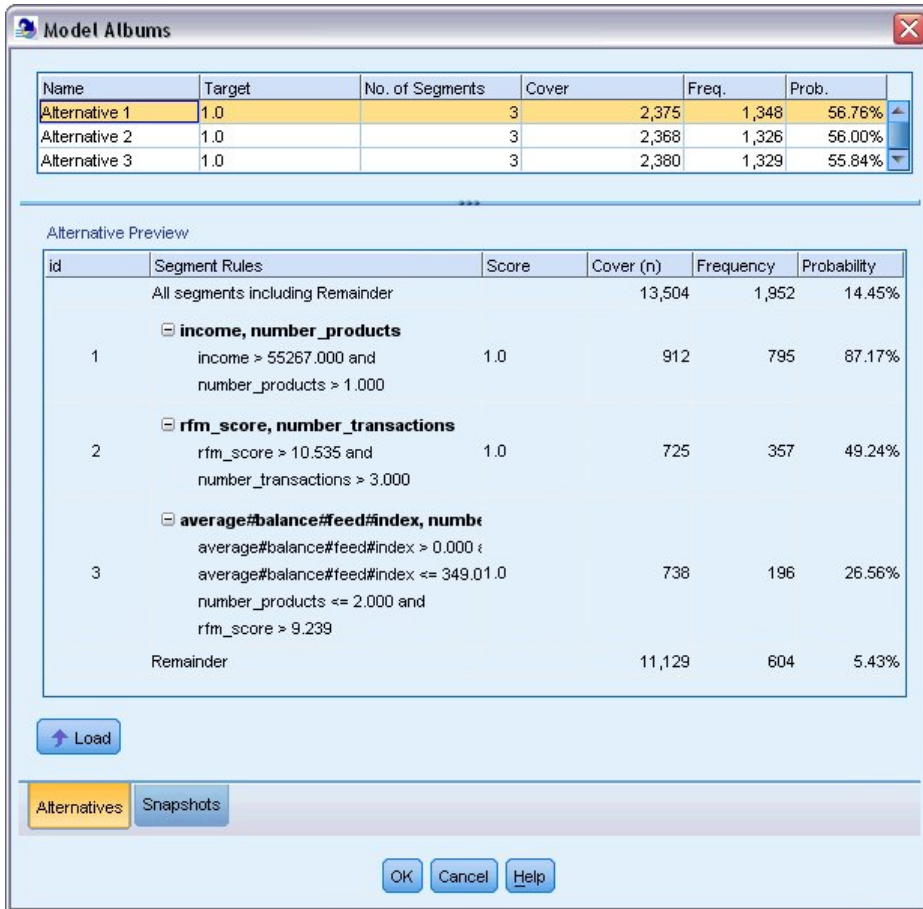 Model Albums
Name Target No. of Segments Cover Freq. Prob.
Alternative 1 1.0 3 2,375 1,348 56.76%
Alternative 2 1.0 3 2,368 1,326 56.00%
Alternative 3 1.0 3 2,380 1,329 55.84%
Alternative Preview
id Segment Rules Score Cover (n) Frequency Probability
All segments including Remainder 13,504 1,952 14.45%
income, number_products
income > 55267.000 and
1 1.0 912 795 87.17%
number_products > 1.000
rfm_score, number_transactions
rfm_score > 10.535 and
2 1.0 725 357 49.24%
number_transactions > 3.000
average#balance#feed#index, numbe
average#balance#feed#index > 0.000
average#balance#feed#index <= 349.0
3 1.0 738 196 26.56%
number_products <= 2.000 and
rfm_score > 9.239
Remainder 11,129 604 5.43%
Load
Alternatives Snapshots
OK Cancel Help